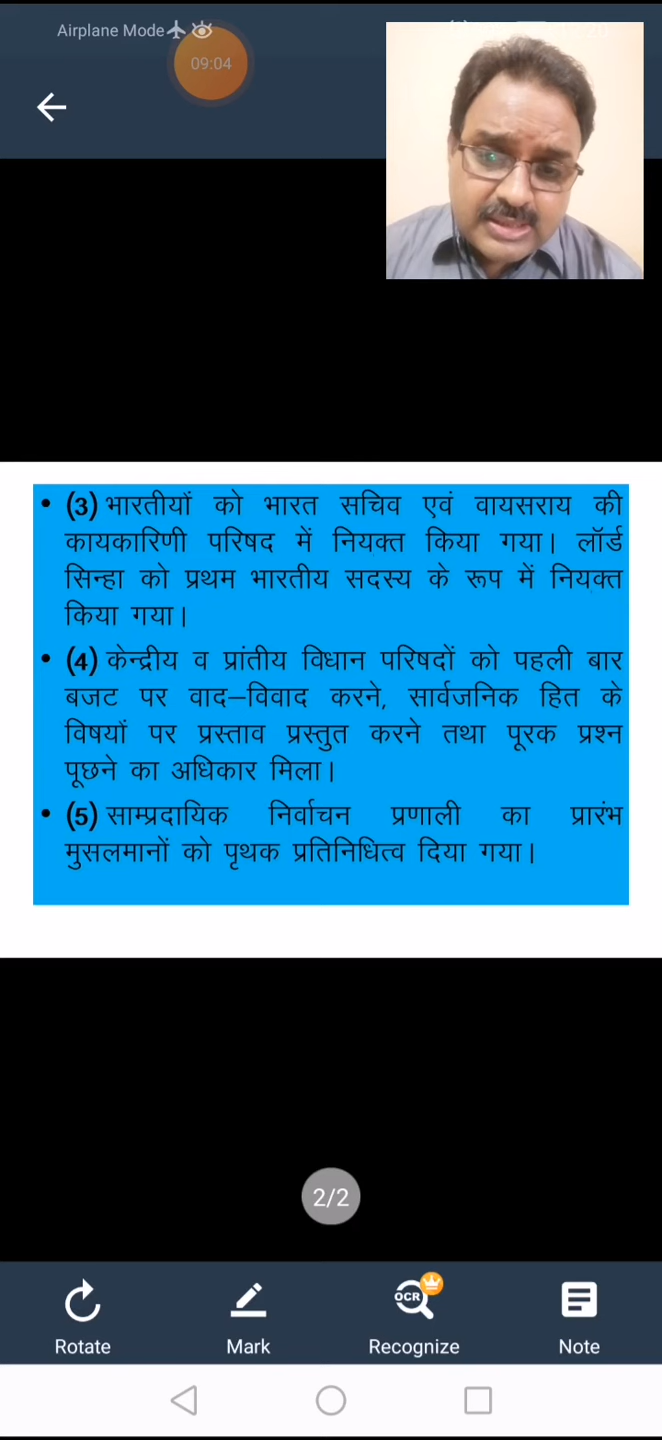 Airplane Mode
09:04
• (3) भारतीयों को भारत सचिव एवं वायसराय की
कायकारिणी परिषद में नियक्त किया गया। लॉर्ड
सिन्हा को प्रथम भारतीय सदस्य के रूप में नियक्त
किया गया।
• (4) केन्द्रीय व प्रांतीय विधान परिषदों को पहली बार
बजट पर वाद–विवाद करने, सार्वजनिक हित के
विषयों पर प्रस्ताव प्रस्तुत करने तथा पूरक प्रश्न
पूछने का अधिकार मिला।
• (5) साम्प्रदायिक निर्वाचन प्रणाली का प्रारंभ
मुसलमानों को पृथक प्रतिनिधित्व दिया गया।
2/2
OCR
Rotate Mark Recognize Note